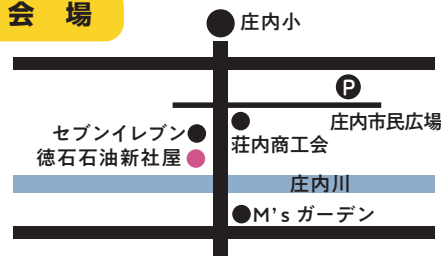 会 場
庄内小
P
庄内市民広場
セブンイレブン
荘内商工会
徳石石油新社屋
庄内川
M's ガーデン